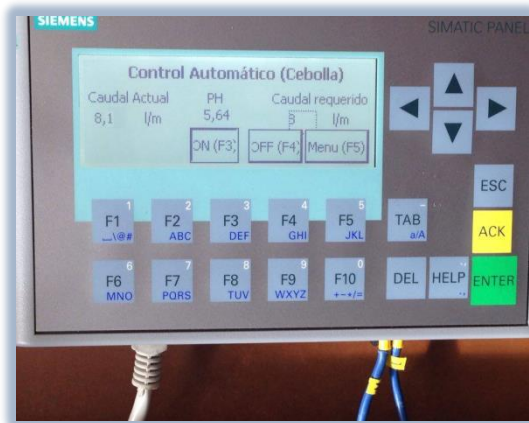 SIEMENS
SIMATIC PANEL
Control Automático (Cebolla)
Caudal Actual PH Caudal requerido
8,1 l/m 5,64 8 l/m
ON (F3) OFF (F4) Menu (F5)
ESC
1 2 3 4 5
F1 F2 F3 F4 F5 TAB ACK
\@# ABC DEF GHI JKL a/A
6 7 8 9 0
F6 F7 F8 F9 F10 DEL HELP ENTER
MNO PQRS TUV WXYZ +-*/=